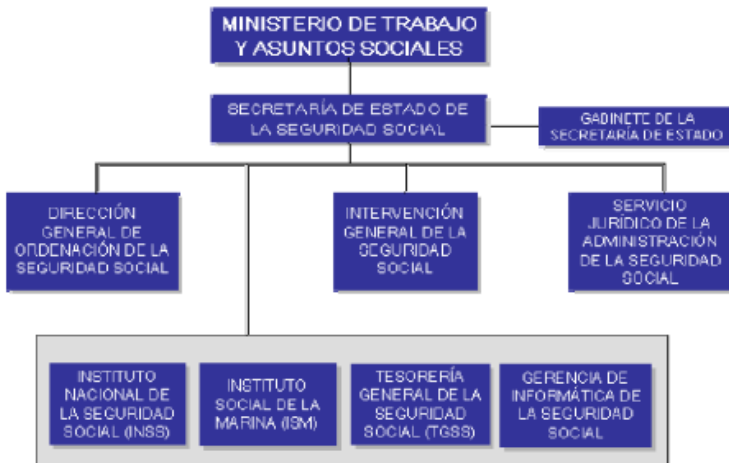 MINISTERIO DE TRABAJO
Y ASUNTOS SOCIALES
SECRETARÍA DE ESTADO DE
LA SEGURIDAD SOCIAL
GABINETE DE LA
SECRETARÍA DE ESTADO
DIRECCIÓN
GENERAL DE
ORDENACIÓN DE LA
SEGURIDAD SOCIAL
INTERVENCIÓN
GENERAL DE LA
SEGURIDAD
SOCIAL
SERVICIO
JURÍDICO DE LA
ADMINISTRACIÓN
DE LA SEGURIDAD
SOCIAL
INSTITUTO
NACIONAL DE
LA SEGURIDAD
SOCIAL (INSS)
INSTITUTO
SOCIAL DE LA
MARINA (ISM)
TESORERÍA
GENERAL DE LA
SEGURIDAD
SOCIAL (TGSS)
GERENCIA DE
INFORMÁTICA DE
LA SEGURIDAD
SOCIAL